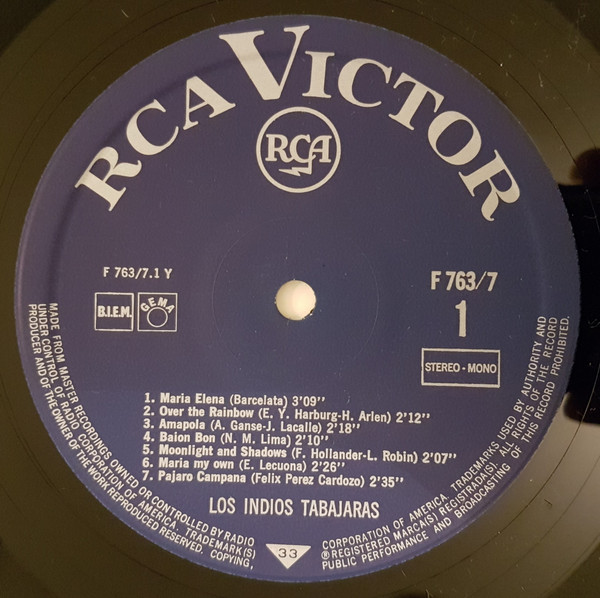 RCA VICTOR
RCA
F 763/7.1 Y
B.I.E.M.
GEMA
F 763/7
1
STEREO - MONO
1. Maria Elena (Barcelata) 3'09''
2. Over the Rainbow (E. Y. Harburg-H. Arlen) 2'12''
3. Amapola (A. Ganse-J. Lacalle) 2'18''
4. Baion Bon (N. M. Lima) 2'10''
5. Moonlight and Shadows (F. Hollander-L. Robin) 2'07''
6. Maria my own (E. Lecuona) 2'26''
7. Pajaro Campana (Felix Perez Cardozo) 2'35''
LOS INDIOS TABAJARAS
33
MADE FROM MASTER RECORDINGS OWNED OR CONTROLLED BY RADIO
UNDER CONTROL OF RADIO CORPORATION OF AMERICA. TRADEMARK(S)
PRODUCER AND OF THE OWNER OF THE WORK REPRODUCED RESERVED. COPYING,
CORPORATION OF AMERICA. TRADEMARKS USED BY AUTHORITY AND
® REGISTERED MARCA(S) REGISTRADA(S). ALL RIGHTS OF THE RECORD
PUBLIC PERFORMANCE AND BROADCASTING OF THIS RECORD PROHIBITED.